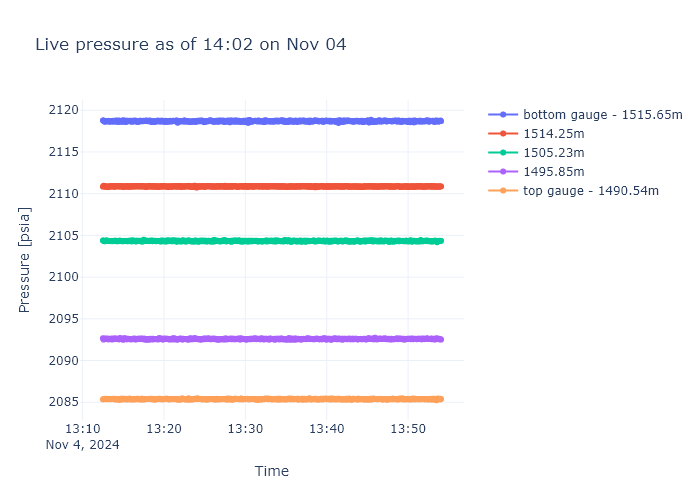 Live pressure as of 14:02 on Nov 04
bottom gauge - 1515.65m
1514.25m
1505.23m
1495.85m
top gauge - 1490.54m
Pressure [psia]
2120
2115
2110
2105
2100
2095
2090
2085
13:10
13:20
13:30
13:40
13:50
Nov 4, 2024
Time